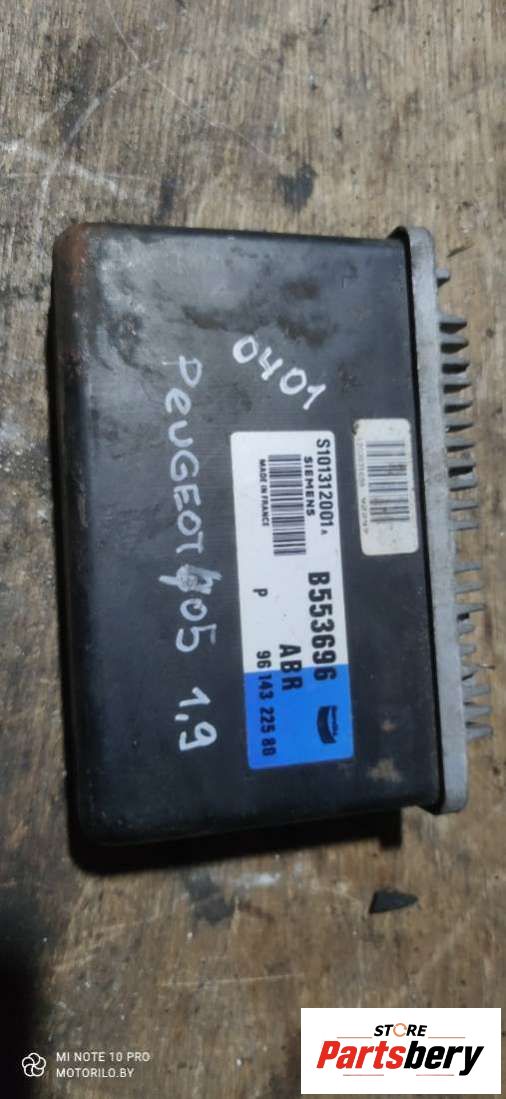 0401
PEUGEOT 405 1,9
S101312001A
SIEMENS
MADE IN FRANCE
B553696
ABR
P
96 143 225 80
MI NOTE 10 PRO
MOTORILO.BY
STORE
Partsbery